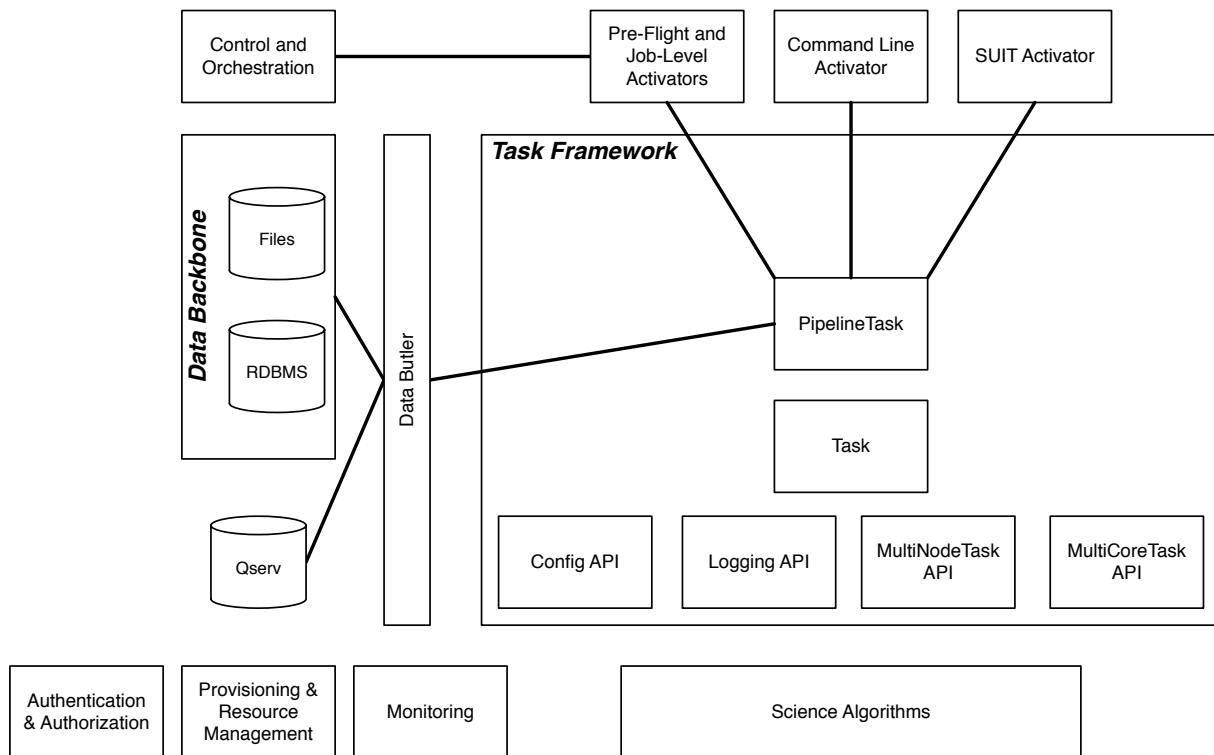 Control and
Orchestration
Pre-Flight and
Job-Level
Activators
Command Line
Activator
SUIT Activator
Task Framework
Data Backbone
Files
RDBMS
Data Butler
PipelineTask
Task
Qserv
Config API
Logging API
MultiNodeTask
API
MultiCoreTask
API
Authentication
& Authorization
Provisioning &
Resource
Management
Monitoring
Science Algorithms